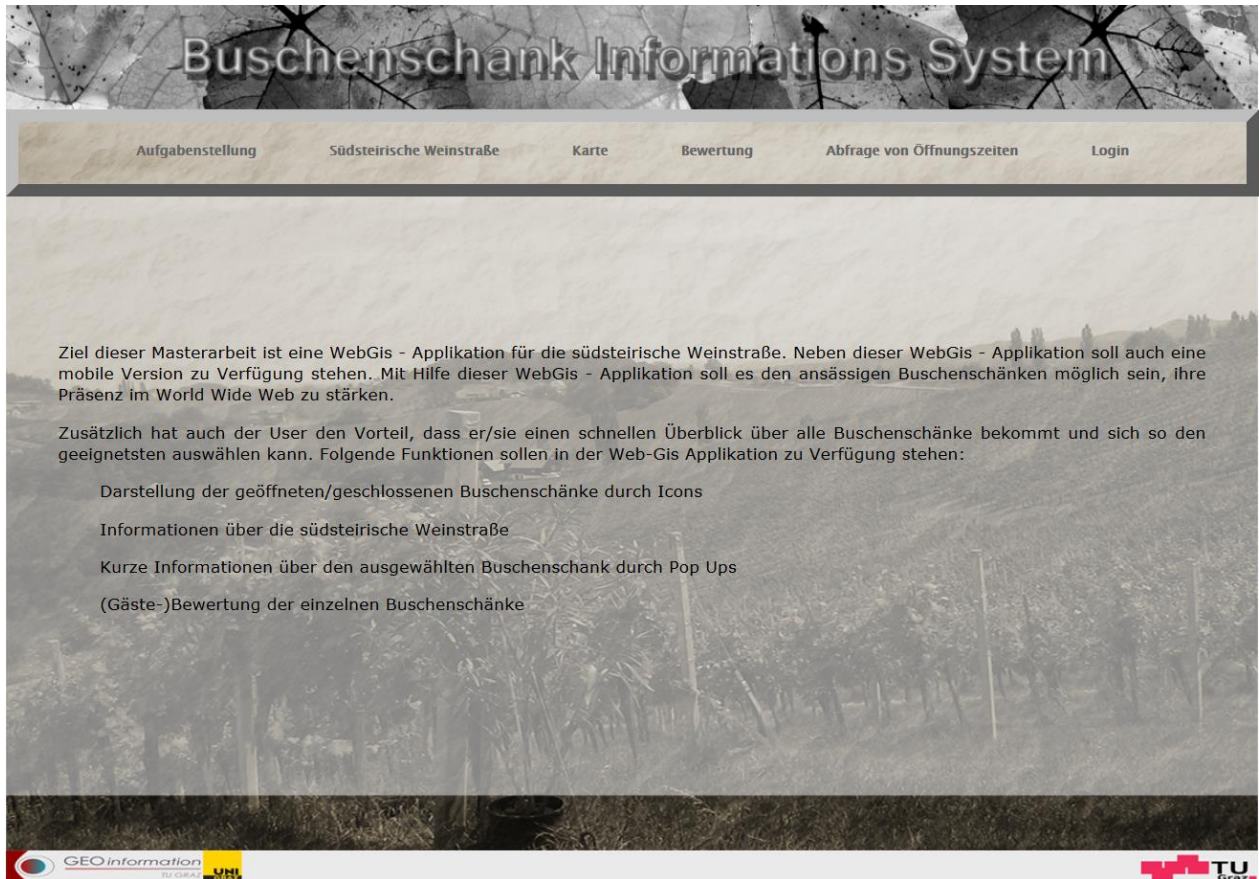 Buschenschank Informations System
Aufgabenstellung Südsteirische Weinstraße Karte Bewertung Abfrage von Öffnungszeiten Login
Ziel dieser Masterarbeit ist eine WebGis - Applikation für die südsteirische Weinstraße. Neben dieser WebGis - Applikation soll auch eine
mobile Version zu Verfügung stehen. Mit Hilfe dieser WebGis - Applikation soll es den ansässigen Buschenschänken möglich sein, ihre
Präsenz im World Wide Web zu stärken.
Zusätzlich hat auch der User den Vorteil, dass er/sie einen schnellen Überblick über alle Buschenschänke bekommt und sich so den
geeignetsten auswählen kann. Folgende Funktionen sollen in der Web-Gis Applikation zu Verfügung stehen:
Darstellung der geöffneten/geschlossenen Buschenschänke durch Icons
Informationen über die südsteirische Weinstraße
Kurze Informationen über den ausgewählten Buschenschank durch Pop Ups
(Gäste-)Bewertung der einzelnen Buschenschänke
GEOinformation
TU GRAZ
UNI
GRAZ
TU
Graz